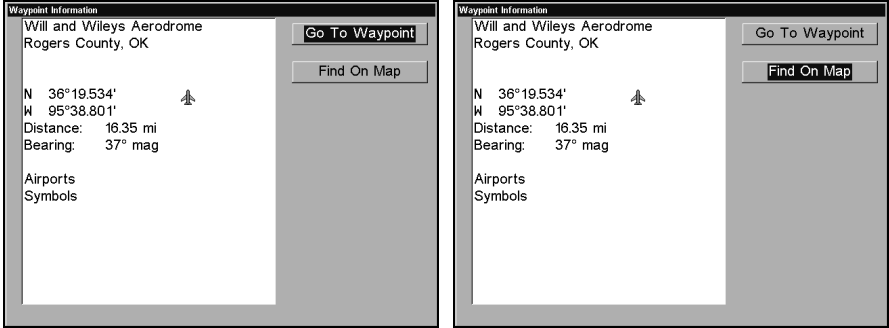 Waypoint Information
Will and Wileys Aerodrome
Rogers County, OK
N 36°19.534'
W 95°38.801'
Distance: 16.35 mi
Bearing: 37° mag
Airports
Symbols
Go To Waypoint
Find On Map
Waypoint Information
Will and Wileys Aerodrome
Rogers County, OK
N 36°19.534'
W 95°38.801'
Distance: 16.35 mi
Bearing: 37° mag
Airports
Symbols
Go To Waypoint
Find On Map